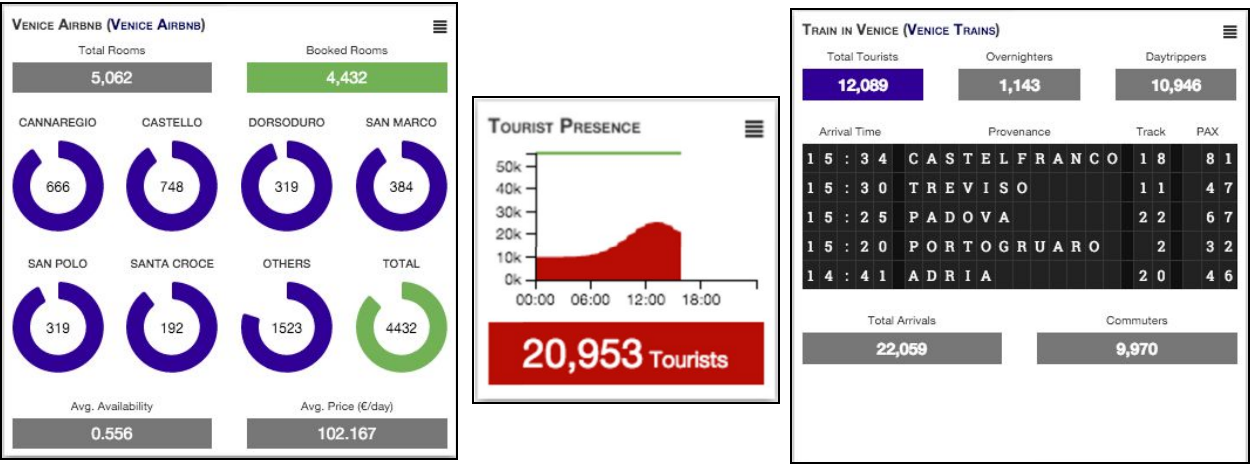 VENICE AIRBNB (VENICE AIRBNB)
Total Rooms Booked Rooms
5,062 4,432
CANNAREGIO CASTELLO DORSODURO SAN MARCO
666 748 319 384
SAN POLO SANTA CROCE OTHERS TOTAL
319 192 1523 4432
Avg. Availability Avg. Price (€/day)
0.556 102.167
TOURIST PRESENCE
50k
40k
30k
20k
10k
0k
00:00 06:00 12:00 18:00
20,953 Tourists
TRAIN IN VENICE (VENICE TRAINS)
Total Tourists Overnighters Daytrippers
12,089 1,143 10,946
Arrival Time Provenance Track PAX
15:34 CASTELFRANCO 18 81
15:30 TREVISO 11 47
15:25 PADOVA 22 67
15:20 PORTOGRUARO 2 32
14:41 ADRIA 20 46
Total Arrivals Commuters
22,059 9,970